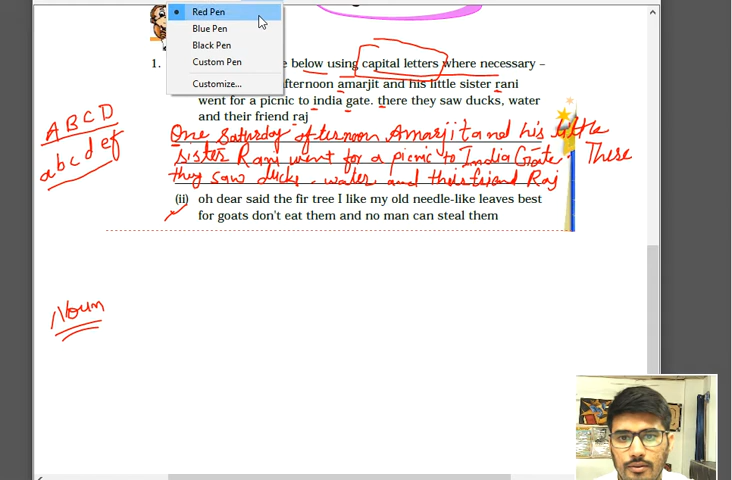 Red Pen
Blue Pen
Black Pen
Custom Pen
Customize...
1. below using capital letters where necessary –
afternoon amarjit and his little sister rani
went for a picnic to india gate. there they saw ducks, water
and their friend raj
One Saturday afternoon Amarjit and his little
sister Rani went for a picnic to India Gate. There
they saw ducks, water and their friend Raj
A B C D
a b c d ef
(ii) oh dear said the fir tree I like my old needle-like leaves best
for goats don't eat them and no man can steal them
Noun